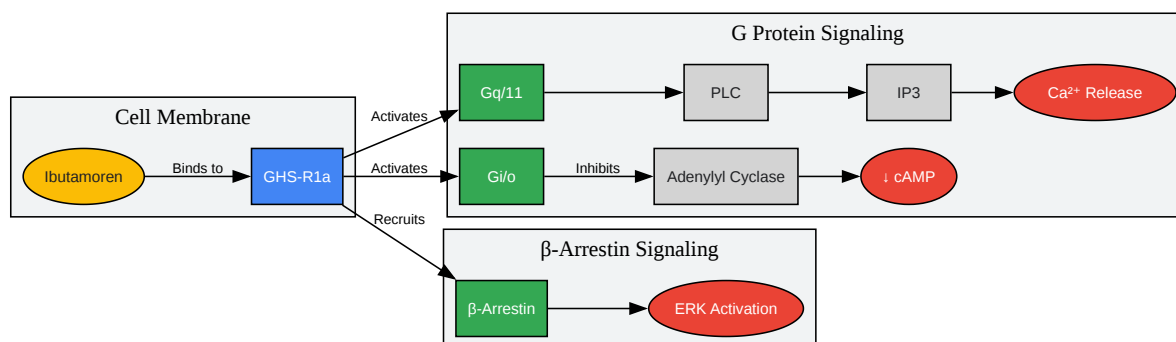 G Protein Signaling
Gq/11
PLC
IP3
Ca²⁺ Release
Cell Membrane
Activates
Ibutamoren
Binds to
GHS-R1a
Activates
Gi/o
Inhibits
Adenylyl Cyclase
↓ cAMP
Recruits
β-Arrestin Signaling
β-Arrestin
ERK Activation